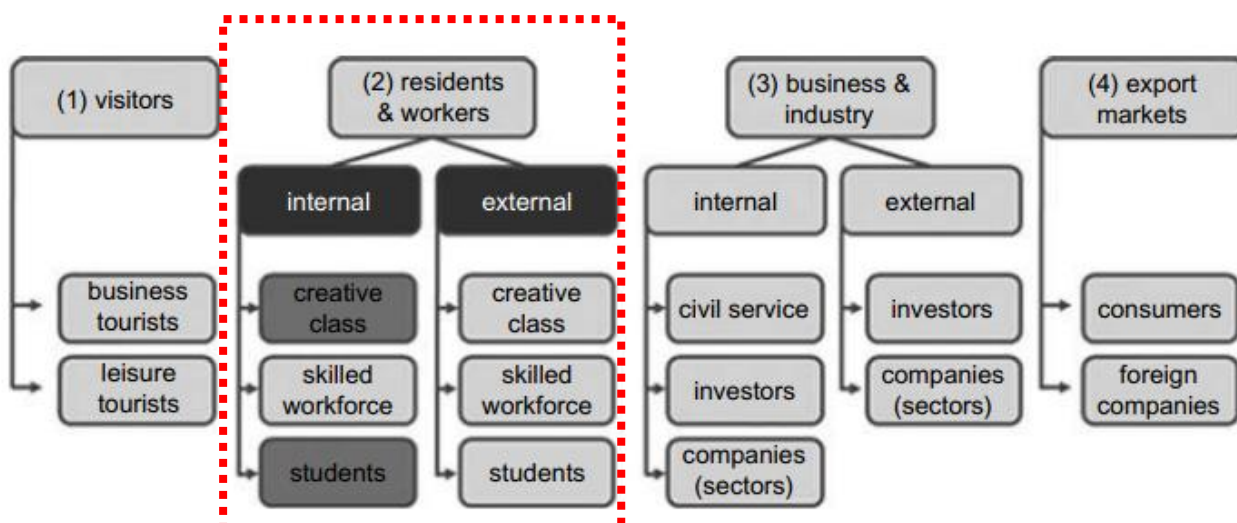 (1) visitors
(2) residents
& workers
(3) business &
industry
(4) export
markets
internal
external
internal
external
business
tourists
creative
class
creative
class
civil service
investors
consumers
leisure
tourists
skilled
workforce
skilled
workforce
investors
companies
(sectors)
foreign
companies
students
students
companies
(sectors)